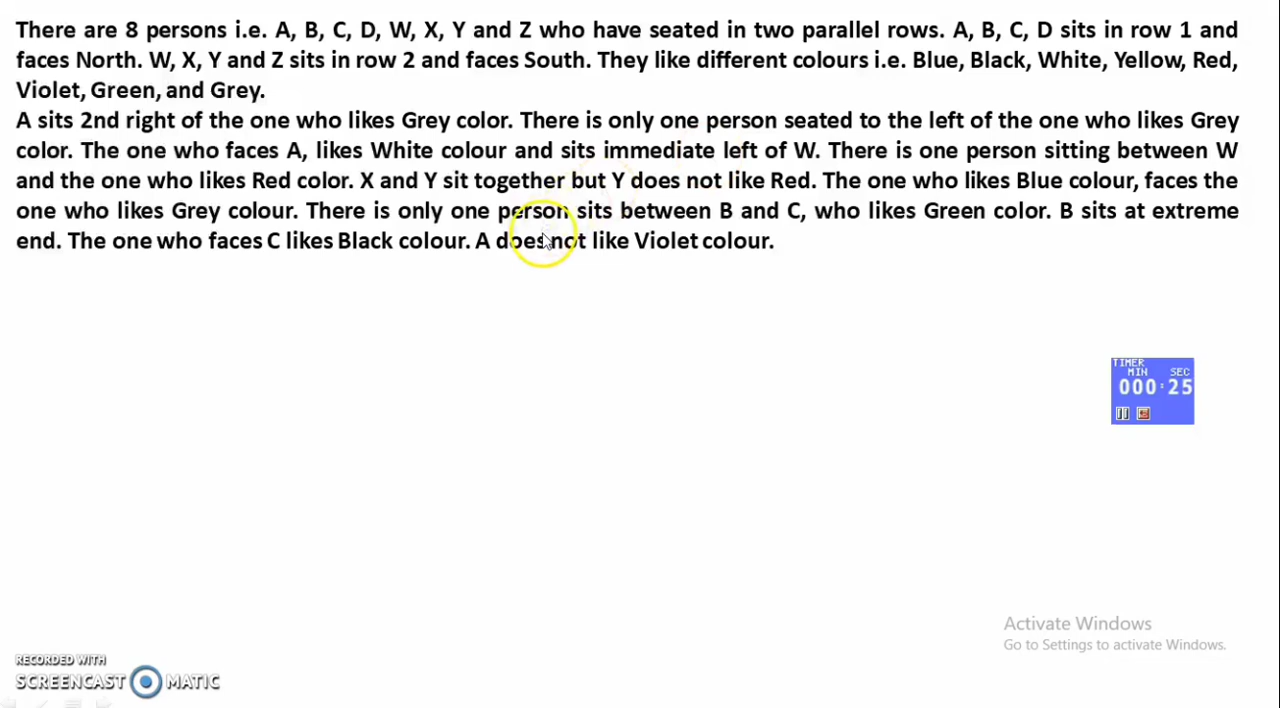 There are 8 persons i.e. A, B, C, D, W, X, Y and Z who have seated in two parallel rows. A, B, C, D sits in row 1 and
faces North. W, X, Y and Z sits in row 2 and faces South. They like different colours i.e. Blue, Black, White, Yellow, Red,
Violet, Green, and Grey.
A sits 2nd right of the one who likes Grey color. There is only one person seated to the left of the one who likes Grey
color. The one who faces A, likes White colour and sits immediate left of W. There is one person sitting between W
and the one who likes Red color. X and Y sit together but Y does not like Red. The one who likes Blue colour, faces the
one who likes Grey colour. There is only one person sits between B and C, who likes Green color. B sits at extreme
end. The one who faces C likes Black colour. A does not like Violet colour.
TIMER
MIN SEC
000:25
Activate Windows
Go to Settings to activate Windows.
RECORDED WITH
SCREENCAST MATIC